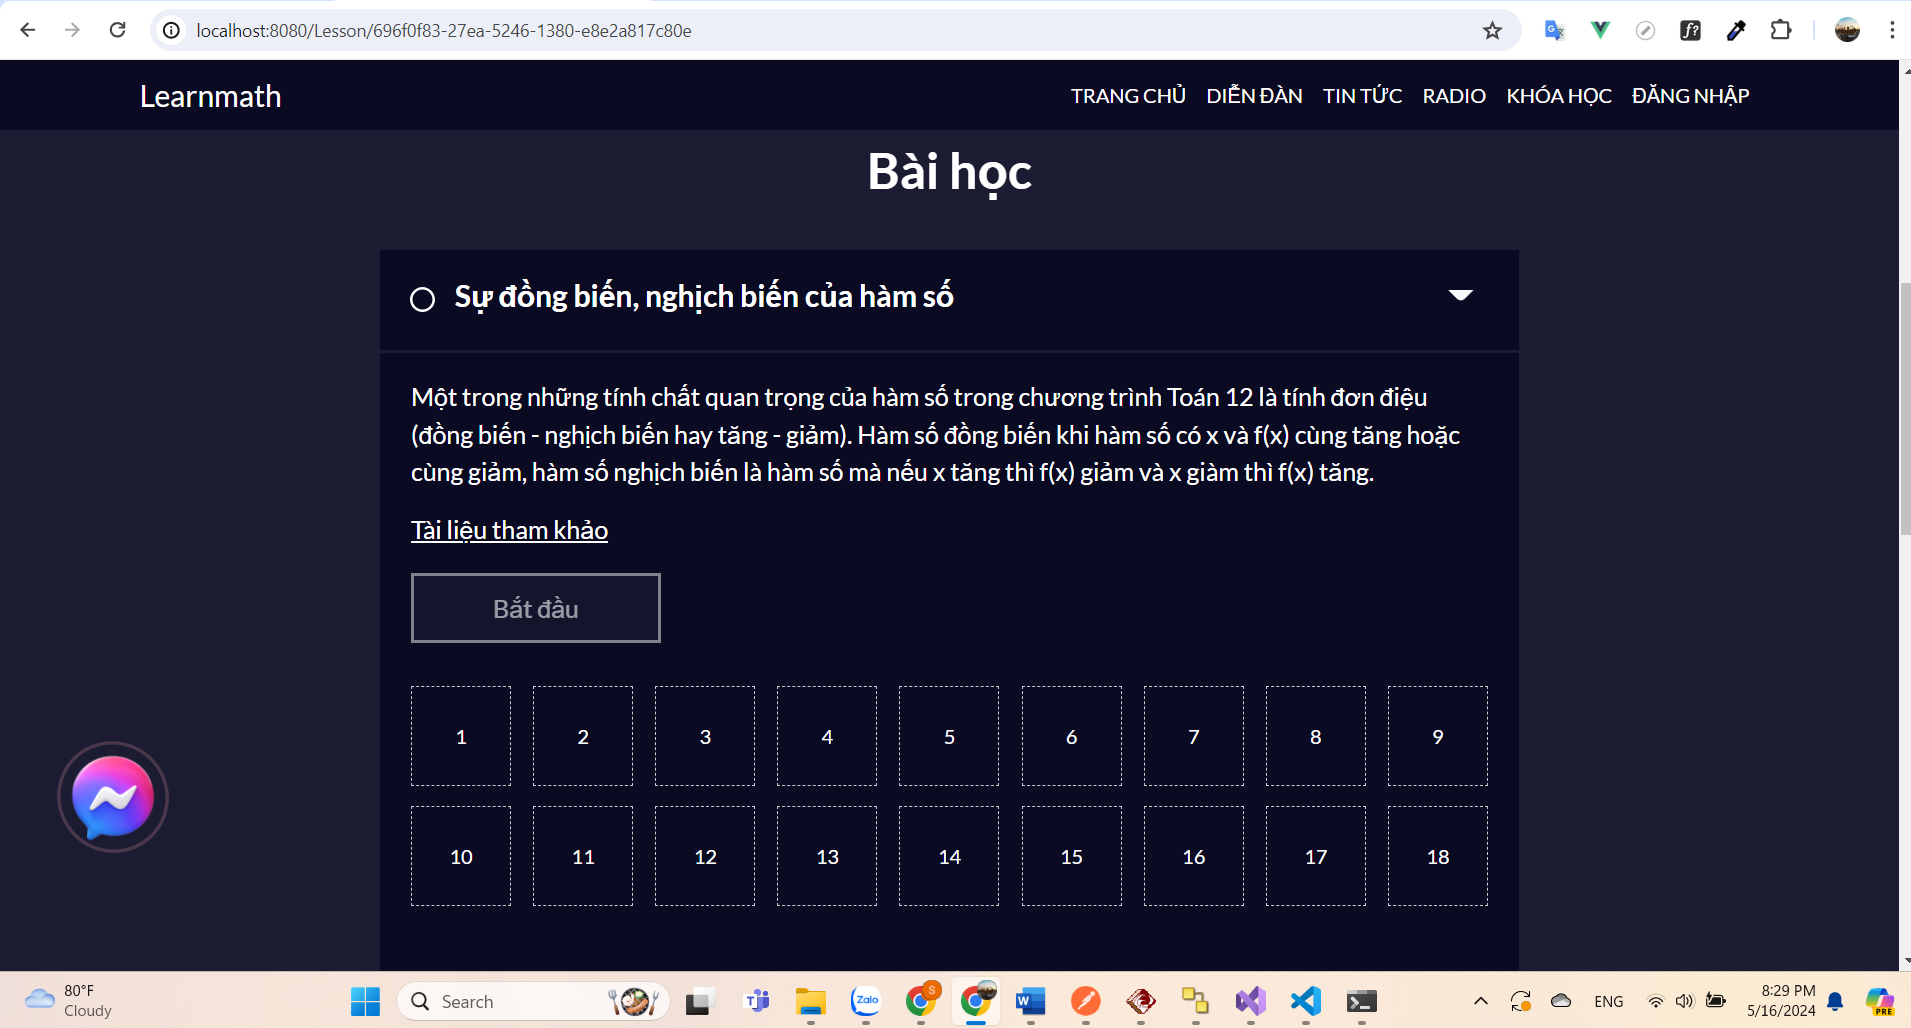 localhost:8080/Lesson/696f0f83-27ea-5246-1380-e8e2a817c80e
Learnmath
TRANG CHỦ DIỄN ĐÀN TIN TỨC RADIO KHÓA HỌC ĐĂNG NHẬP
Bài học
Sự đồng biến, nghịch biến của hàm số
Một trong những tính chất quan trọng của hàm số trong chương trình Toán 12 là tính đơn điệu
(đồng biến - nghịch biến hay tăng - giảm). Hàm số đồng biến khi hàm số có x và f(x) cùng tăng hoặc
cùng giảm, hàm số nghịch biến là hàm số mà nếu x tăng thì f(x) giảm và x giàm thì f(x) tăng.
Tài liệu tham khảo
Bắt đầu
1 2 3 4 5 6 7 8 9
10 11 12 13 14 15 16 17 18
80°F
Cloudy
Search
Zalo
S
ENG
8:29 PM
5/16/2024
PRE